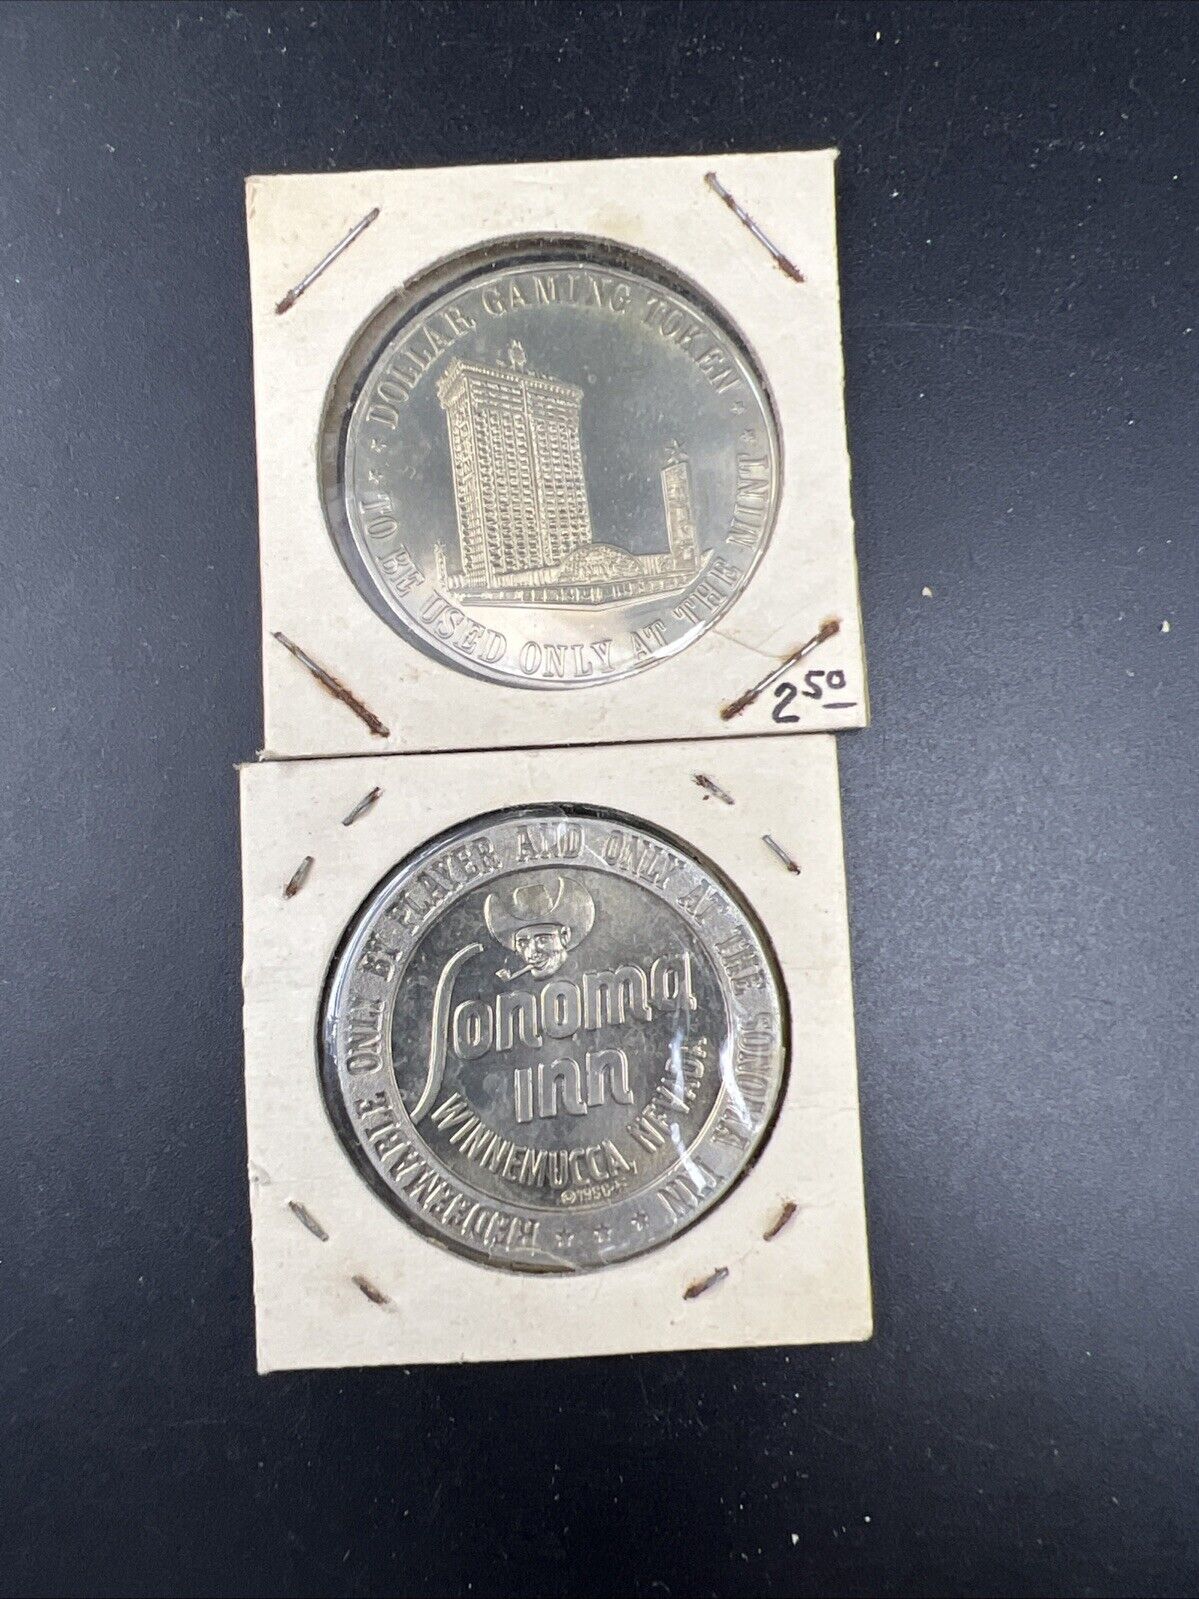 DOLLAR GAMING TOKEN
TO BE USED ONLY AT THE MINT
2 50
REDEEMABLE ONLY BY PLAYER AND ONLY AT THE SONOMA INN
Sonoma
Inn
WINNEMUCCA, NEVADA